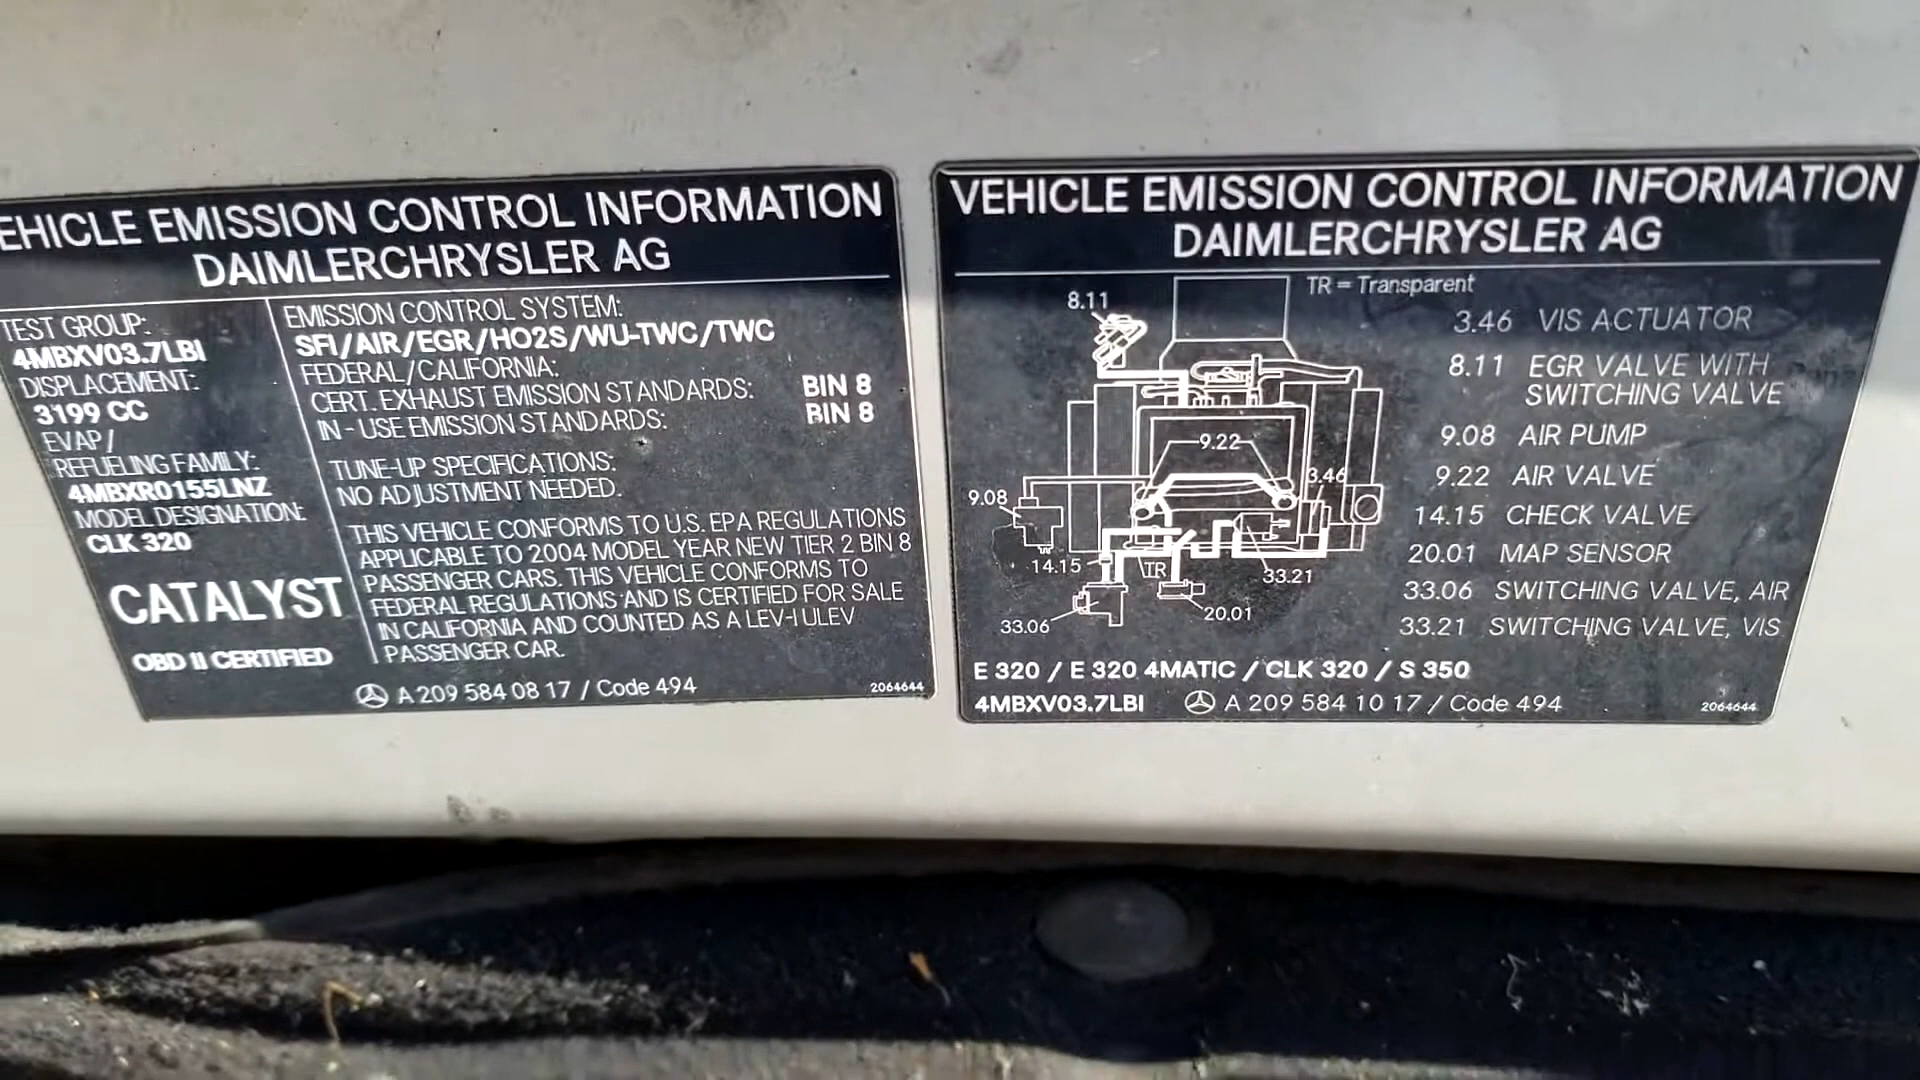 EHICLE EMISSION CONTROL INFORMATION
DAIMLERCHRYSLER AG
TEST GROUP:
4MBXV03.7LBI
DISPLACEMENT:
3199 CC
EVAP/
REFUELING FAMILY:
4MBXR0155LNZ
MODEL DESIGNATION:
CLK 320
CATALYST
OBD II CERTIFIED
EMISSION CONTROL SYSTEM:
SFI/AIR/EGR/HO2S/WU-TWC/TWC
FEDERAL/CALIFORNIA:
CERT. EXHAUST EMISSION STANDARDS: BIN 8
IN-USE EMISSION STANDARDS: BIN 8
TUNE-UP SPECIFICATIONS:
NO ADJUSTMENT NEEDED.
THIS VEHICLE CONFORMS TO U.S. EPA REGULATIONS
APPLICABLE TO 2004 MODEL YEAR NEW TIER 2 BIN 8
PASSENGER CARS. THIS VEHICLE CONFORMS TO
FEDERAL REGULATIONS AND IS CERTIFIED FOR SALE
IN CALIFORNIA AND COUNTED AS A LEV-I ULEV
PASSENGER CAR.
A 209 584 08 17 / Code 494
2064644
VEHICLE EMISSION CONTROL INFORMATION
DAIMLERCHRYSLER AG
TR = Transparent
8.11
9.22
3.46
9.08
14.15
TR
33.21
33.06
20.01
3.46 VIS ACTUATOR
8.11 EGR VALVE WITH
SWITCHING VALVE
9.08 AIR PUMP
9.22 AIR VALVE
14.15 CHECK VALVE
20.01 MAP SENSOR
33.06 SWITCHING VALVE, AIR
33.21 SWITCHING VALVE, VIS
E 320 / E 320 4MATIC / CLK 320 / S 350
4MBXV03.7LBI A 209 584 10 17 / Code 494
2064644